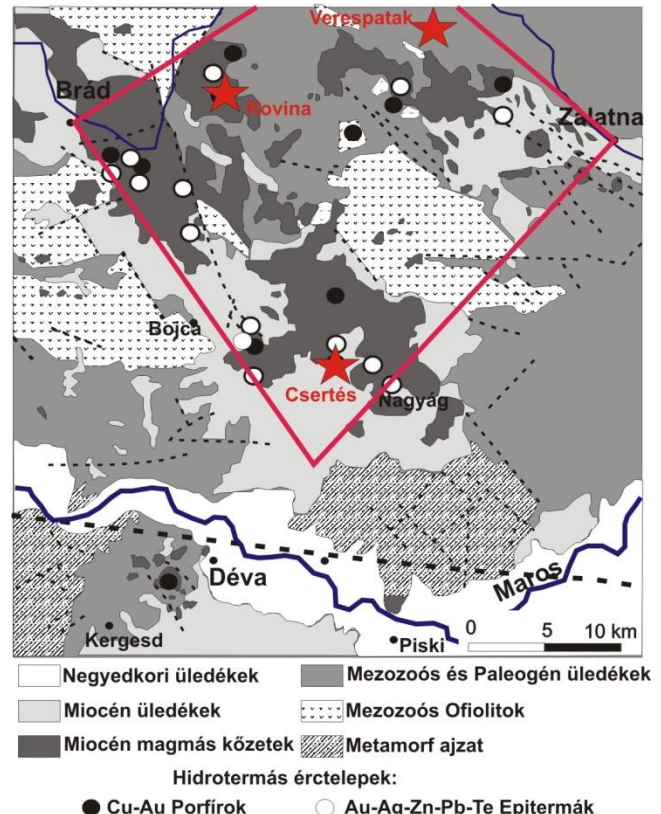 Verespatak
Brád
Rovina
Zalatna
Bojca
Csertés
Nagyág
Déva
Maros
Kergesd
Piski
0 5 10 km
Negyedkori üledékek
Mezozoós és Paleogén üledékek
Miocén üledékek
Mezozoós Ofiolitok
Miocén magmás kőzetek
Metamorf ajzat
Hidrotermás érctelepek:
Cu-Au Porfírok
Au-Ag-Zn-Pb-Te Epitermák